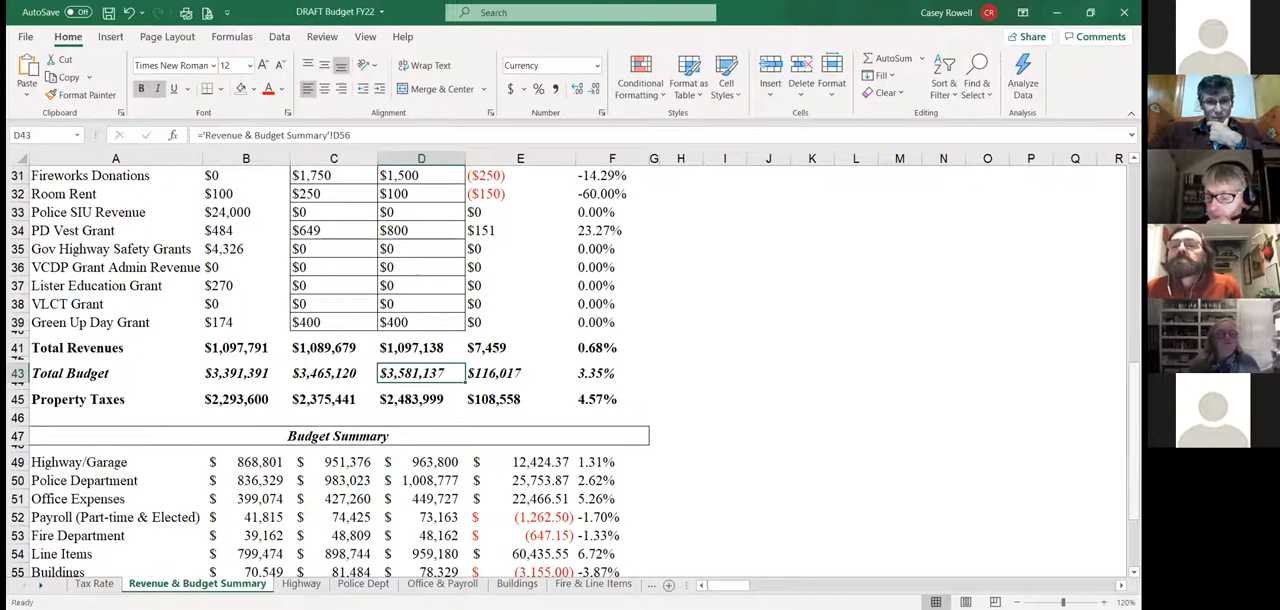 AutoSave Off DRAFT Budget FY22 Search Casey Rowell CR
File Home Insert Page Layout Formulas Data Review View Help Share Comments
Paste Cut Copy Format Painter Clipboard
Times New Roman 12 A A B I U A Font
Wrap Text Merge & Center Alignment
Currency $ % 9 Number
Conditional Formatting Format as Table Cell Styles Styles
Insert Delete Format Cells
AutoSum Fill Clear Sort & Filter Find & Select Editing
Analyze Data Analysis
D43 fx ='Revenue & Budget Summary'!D56
A B C D E F G H I J K L M N O P Q R
31 Fireworks Donations $0 $1,750 $1,500 ($250) -14.29%
32 Room Rent $100 $250 $100 ($150) -60.00%
33 Police SIU Revenue $24,000 $0 $0 $0 0.00%
34 PD Vest Grant $484 $649 $800 $151 23.27%
35 Gov Highway Safety Grants $4,326 $0 $0 $0 0.00%
36 VCDP Grant Admin Revenue $0 $0 $0 $0 0.00%
37 Lister Education Grant $270 $0 $0 $0 0.00%
38 VLCT Grant $0 $0 $0 $0 0.00%
39 Green Up Day Grant $174 $400 $400 $0 0.00%
41 Total Revenues $1,097,791 $1,089,679 $1,097,138 $7,459 0.68%
43 Total Budget $3,391,391 $3,465,120 $3,581,137 $116,017 3.35%
45 Property Taxes $2,293,600 $2,375,441 $2,483,999 $108,558 4.57%
46
47 Budget Summary
49 Highway/Garage $ 868,801 $ 951,376 $ 963,800 $ 12,424.37 1.31%
50 Police Department $ 836,329 $ 983,023 $ 1,008,777 $ 25,753.87 2.62%
51 Office Expenses $ 399,074 $ 427,260 $ 449,727 $ 22,466.51 5.26%
52 Payroll (Part-time & Elected) $ 41,815 $ 74,425 $ 73,163 $ (1,262.50) -1.70%
53 Fire Department $ 39,162 $ 48,809 $ 48,162 $ (647.15) -1.33%
54 Line Items $ 799,474 $ 898,744 $ 959,180 $ 60,435.55 6.72%
55 Buildings $ 70,549 $ 81,484 $ 78,329 $ (3,155.00) -3.87%
Tax Rate Revenue & Budget Summary Highway Police Dept Office & Payroll Buildings Fire & Line Items ...
Ready 120%